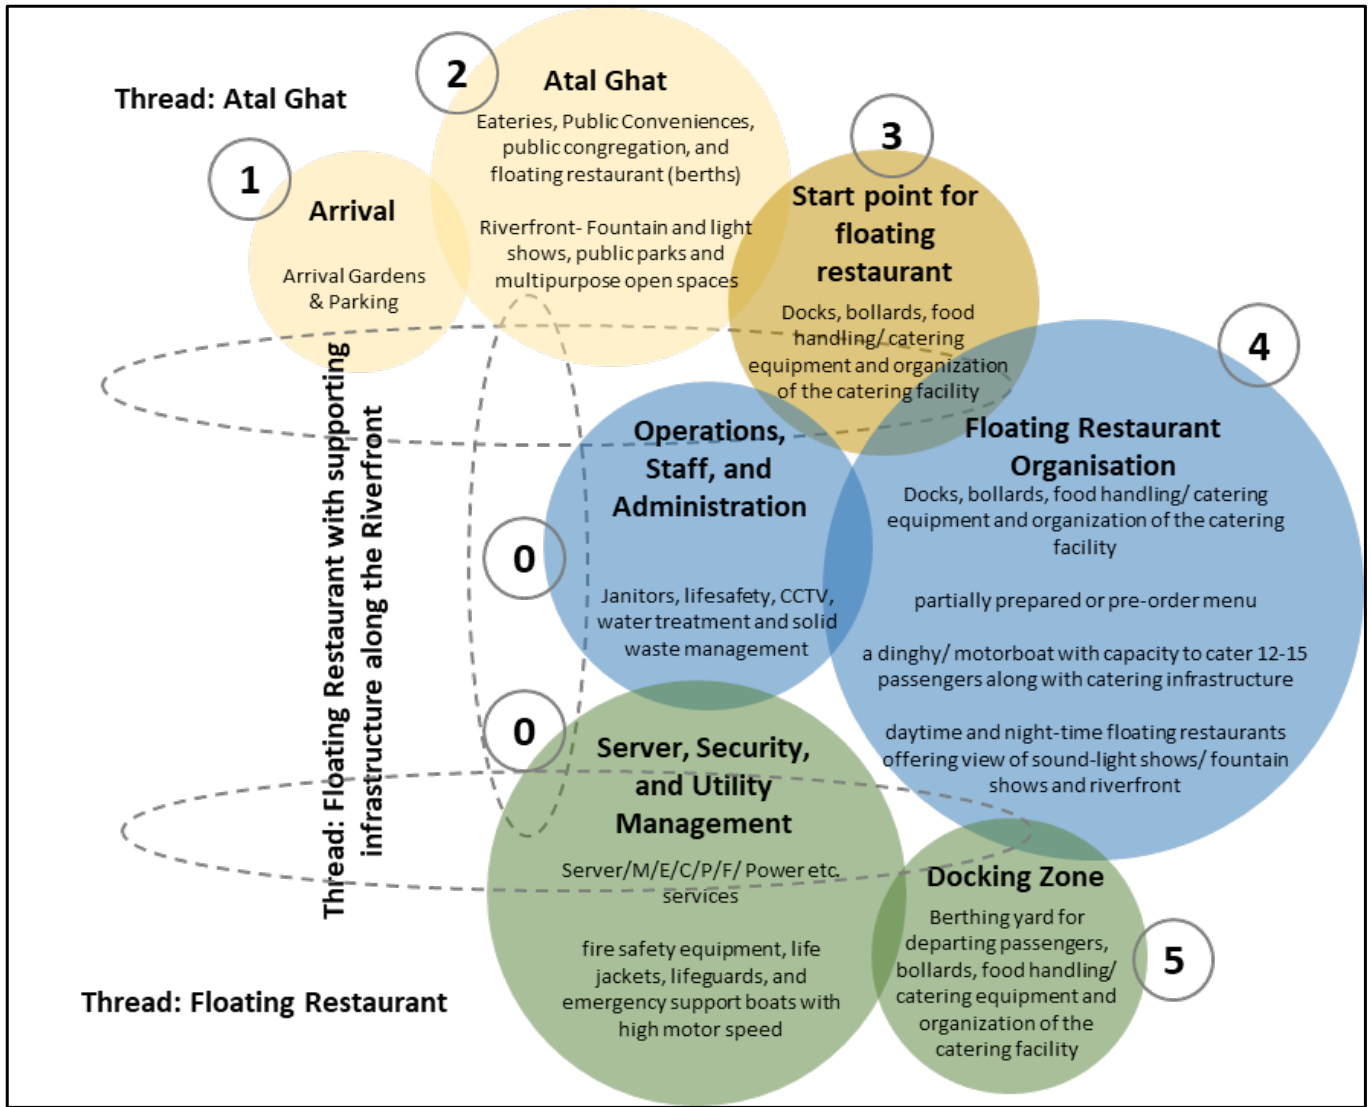 Thread: Atal Ghat
1
Arrival
Arrival Gardens
& Parking
2
Atal Ghat
Eateries, Public Conveniences,
public congregation, and
floating restaurant (berths)
Riverfront- Fountain and light
shows, public parks and
multipurpose open spaces
3
Start point for
floating
restaurant
Docks, bollards, food
handling/ catering
equipment and organization
of the catering facility
4
Floating Restaurant
Organisation
Docks, bollards, food handling/ catering
equipment and organization of the catering
facility
partially prepared or pre-order menu
a dinghy/ motorboat with capacity to cater 12-15
passengers along with catering infrastructure
daytime and night-time floating restaurants
offering view of sound-light shows/ fountain
shows and riverfront
Thread: Floating Restaurant with supporting
infrastructure along the Riverfront
0
Operations,
Staff, and
Administration
Janitors, lifesafety, CCTV,
water treatment and solid
waste management
0
Server, Security,
and Utility
Management
Server/M/E/C/P/F/ Power etc.
services
fire safety equipment, life
jackets, lifeguards, and
emergency support boats with
high motor speed
5
Docking Zone
Berthing yard for
departing passengers,
bollards, food handling/
catering equipment and
organization of the
catering facility
Thread: Floating Restaurant